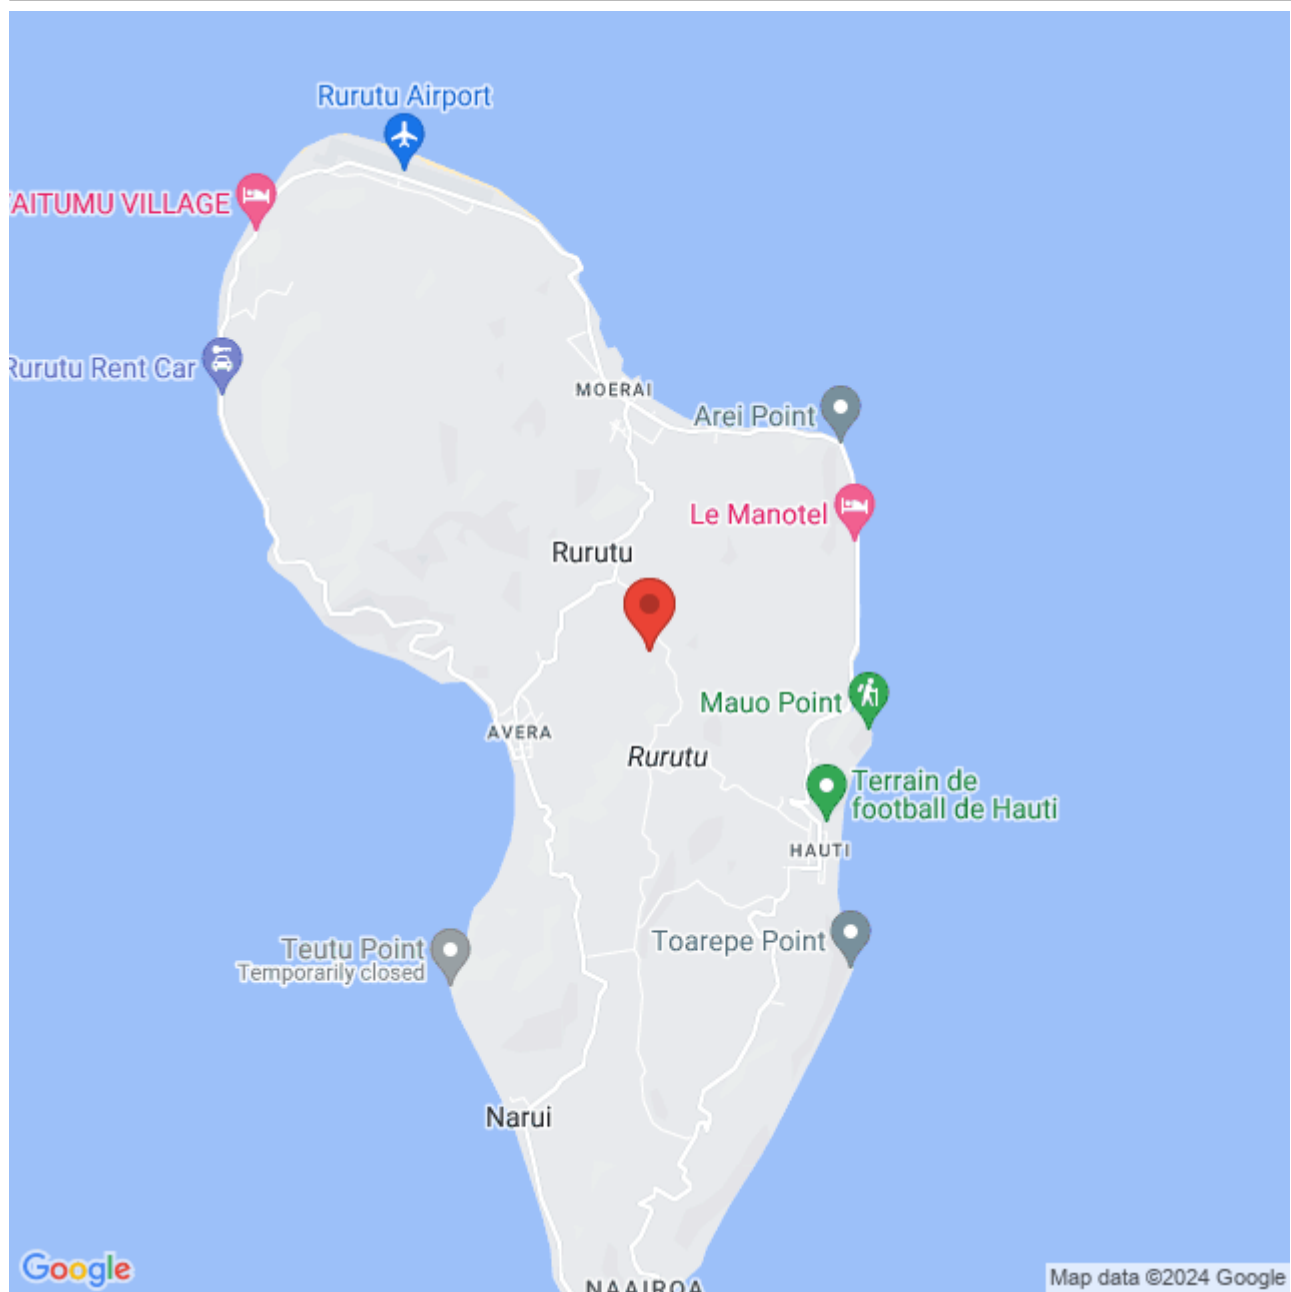 Rurutu Airport
VAITUMU VILLAGE
Rurutu Rent Car
MOERAI
Arei Point
Le Manotel
Rurutu
Mauo Point
AVERA
Rurutu
Terrain de
football de Hauti
HAUTI
Toarepe Point
Teutu Point
Temporarily closed
Narui
NAAIROA
Google
Map data ©2024 Google